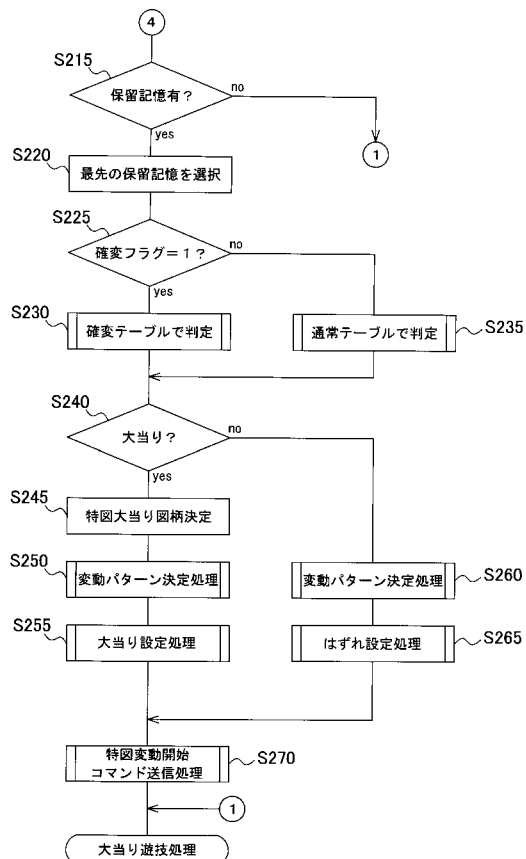 4
S215
保留記憶有？
no
yes
1
S220
最先の保留記憶を選択
S225
確変フラグ＝１？
no
yes
S230
確変テーブルで判定
通常テーブルで判定
S235
S240
大当り？
no
yes
S245
特図大当り図柄決定
S250
変動パターン決定処理
変動パターン決定処理
S260
S255
大当り設定処理
はずれ設定処理
S265
特図変動開始
コマンド送信処理
S270
1
大当り遊技処理